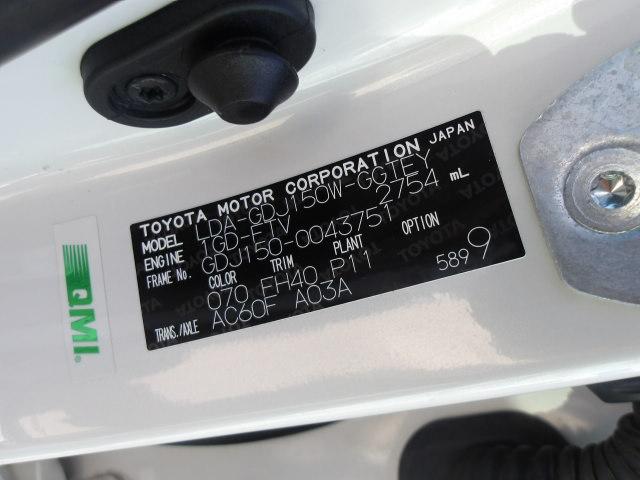 TOYOTA MOTOR CORPORATION JAPAN
MODEL LDA-GDJ150W-GGTEY
ENGINE 1GD-FTV 2754 mL
FRAME No. GDJ150-0043751
COLOR TRIM PLANT OPTION
070 FH40 P11 5899
TRANS./AXLE AC60F A03A
QMI.®